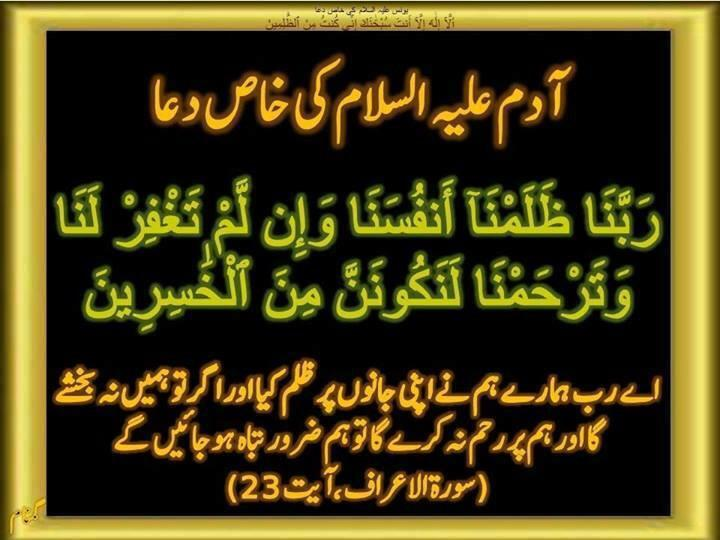 یونس علیہ السلام کی خاص دعا
لَّآ إِلَٰهَ إِلَّآ أَنتَ سُبْحَٰنَكَ إِنِّي كُنتُ مِنَ ٱلظَّٰلِمِينَ
آدم علیہ السلام کی خاص دعا
رَبَّنَا ظَلَمْنَآ أَنفُسَنَا وَإِن لَّمْ تَغْفِرْ لَنَا
وَتَرْحَمْنَا لَنَكُونَنَّ مِنَ ٱلْخَٰسِرِينَ
اے رب ہمارے ہم نے اپنی جانوں پر ظلم کیا اور اگر تو ہمیں نہ بخشے
گا اور ہم پر رحم نہ کرے گا تو ہم ضرور تباہ ہو جائیں گے
(سورۃ الاعراف، آیت 23)
گمنام